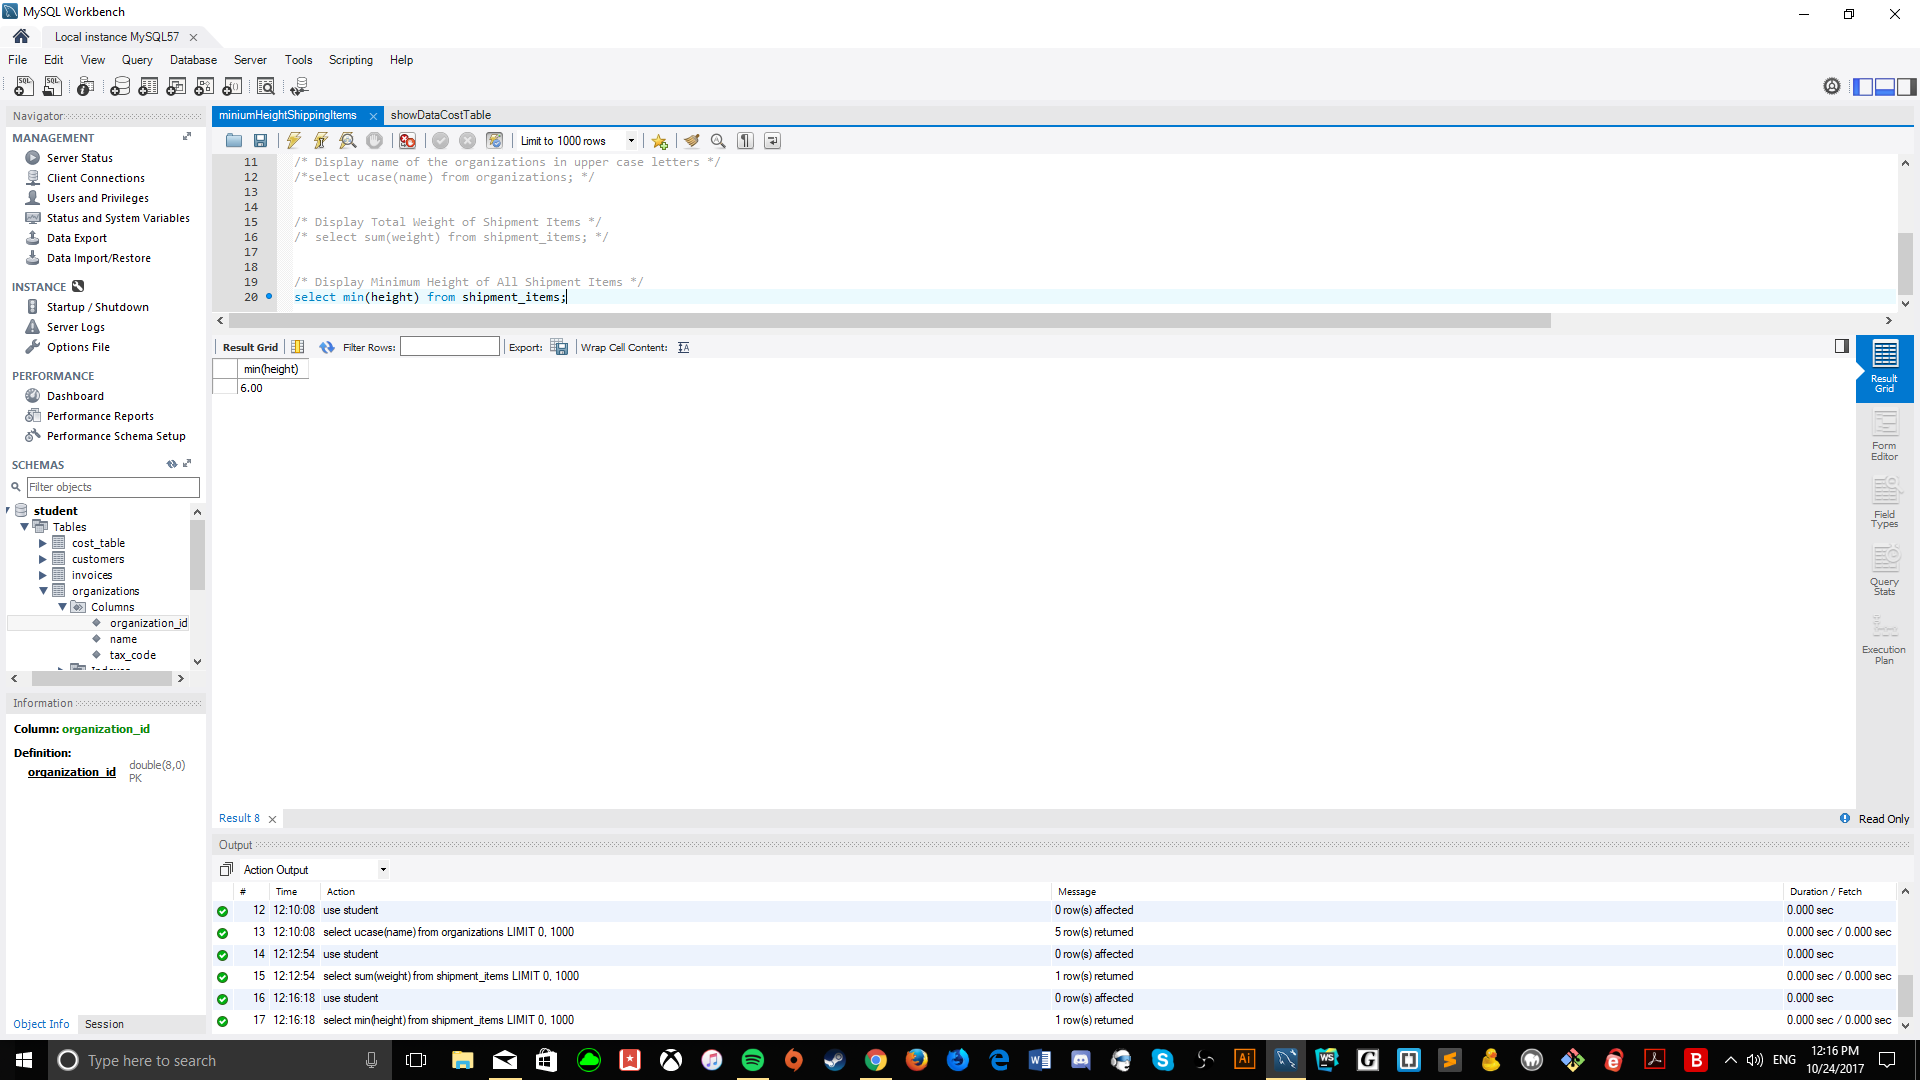 MySQL Workbench
Local instance MySQL57
File Edit View Query Database Server Tools Scripting Help
Navigator
MANAGEMENT
Server Status
Client Connections
Users and Privileges
Status and System Variables
Data Export
Data Import/Restore
INSTANCE
Startup / Shutdown
Server Logs
Options File
PERFORMANCE
Dashboard
Performance Reports
Performance Schema Setup
SCHEMAS
Filter objects
student
Tables
cost_table
customers
invoices
organizations
Columns
organization_id
name
tax_code
Indexes
Information
Column: organization_id
Definition:
organization_id double(8,0)
PK
Object Info Session
miniumHeightShippingItems showDataCostTable
Limit to 1000 rows
11 /* Display name of the organizations in upper case letters */
12 /*select ucase(name) from organizations; */
13
14
15 /* Display Total Weight of Shipment Items */
16 /* select sum(weight) from shipment_items; */
17
18
19 /* Display Minimum Height of All Shipment Items */
20 select min(height) from shipment_items;
Result Grid Filter Rows: Export: Wrap Cell Content:
min(height)
6.00
Result
Grid
Form
Editor
Field
Types
Query
Stats
Execution
Plan
Result 8 Read Only
Output
Action Output
# Time Action Message Duration / Fetch
12 12:10:08 use student 0 row(s) affected 0.000 sec
13 12:10:08 select ucase(name) from organizations LIMIT 0, 1000 5 row(s) returned 0.000 sec / 0.000 sec
14 12:12:54 use student 0 row(s) affected 0.000 sec
15 12:12:54 select sum(weight) from shipment_items LIMIT 0, 1000 1 row(s) returned 0.000 sec / 0.000 sec
16 12:16:18 use student 0 row(s) affected 0.000 sec
17 12:16:18 select min(height) from shipment_items LIMIT 0, 1000 1 row(s) returned 0.000 sec / 0.000 sec
Type here to search
ENG
12:16 PM
10/24/2017